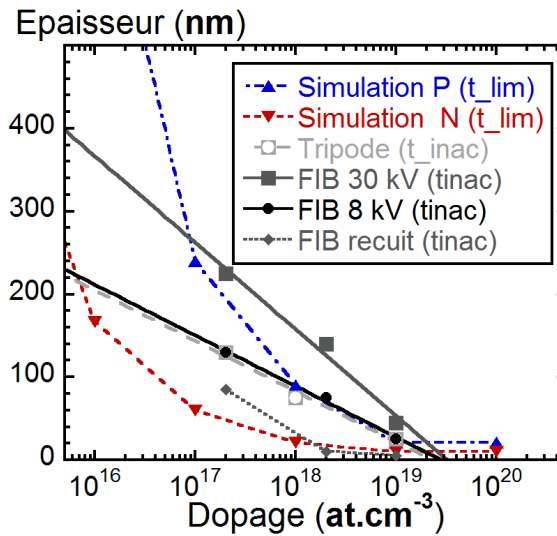 Epaisseur (nm)
400
300
200
100
0
Simulation P (t_lim)
Simulation N (t_lim)
Tripode (t_inac)
FIB 30 kV (tinac)
FIB 8 kV (tinac)
FIB recuit (tinac)
10^16 10^17 10^18 10^19 10^20
Dopage (at.cm^-3)